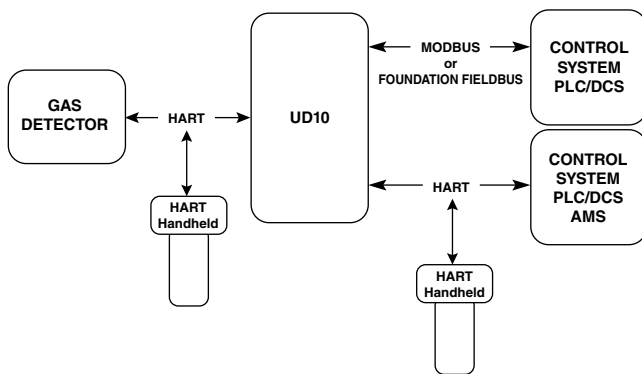 GAS
DETECTOR
HART
HART
Handheld
UD10
MODBUS
or
FOUNDATION FIELDBUS
CONTROL
SYSTEM
PLC/DCS
HART
HART
Handheld
CONTROL
SYSTEM
PLC/DCS
AMS